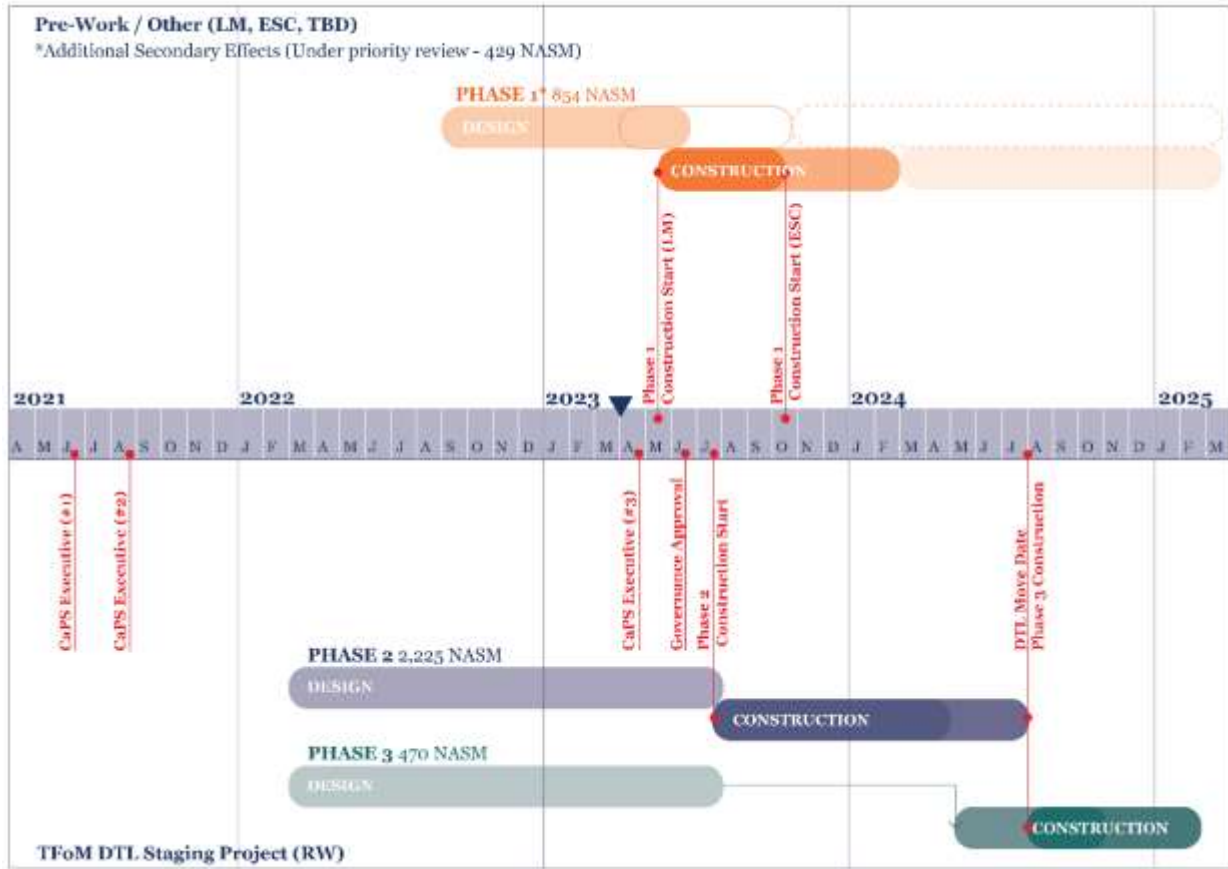 Pre-Work / Other (LM, ESC, TBD)
*Additional Secondary Effects (Under priority review - 429 NASM)
PHASE 1* 854 NASM
DESIGN
CONSTRUCTION
Phase 1
Construction Start (LM)
Phase 1
Construction Start (ESC)
2021 2022 2023 2024 2025
A M J J A S O N D J F M A M J J A S O N D J F M A M J J A S O N D J F M A M J J A S O N D J F M
CaPS Executive (#1)
CaPS Executive (#2)
CaPS Executive (#3)
Governance Approval
Phase 2
Construction Start
DTL Move Date
Phase 3 Construction
PHASE 2 2,225 NASM
DESIGN
CONSTRUCTION
PHASE 3 470 NASM
DESIGN
CONSTRUCTION
TFoM DTL Staging Project (RW)